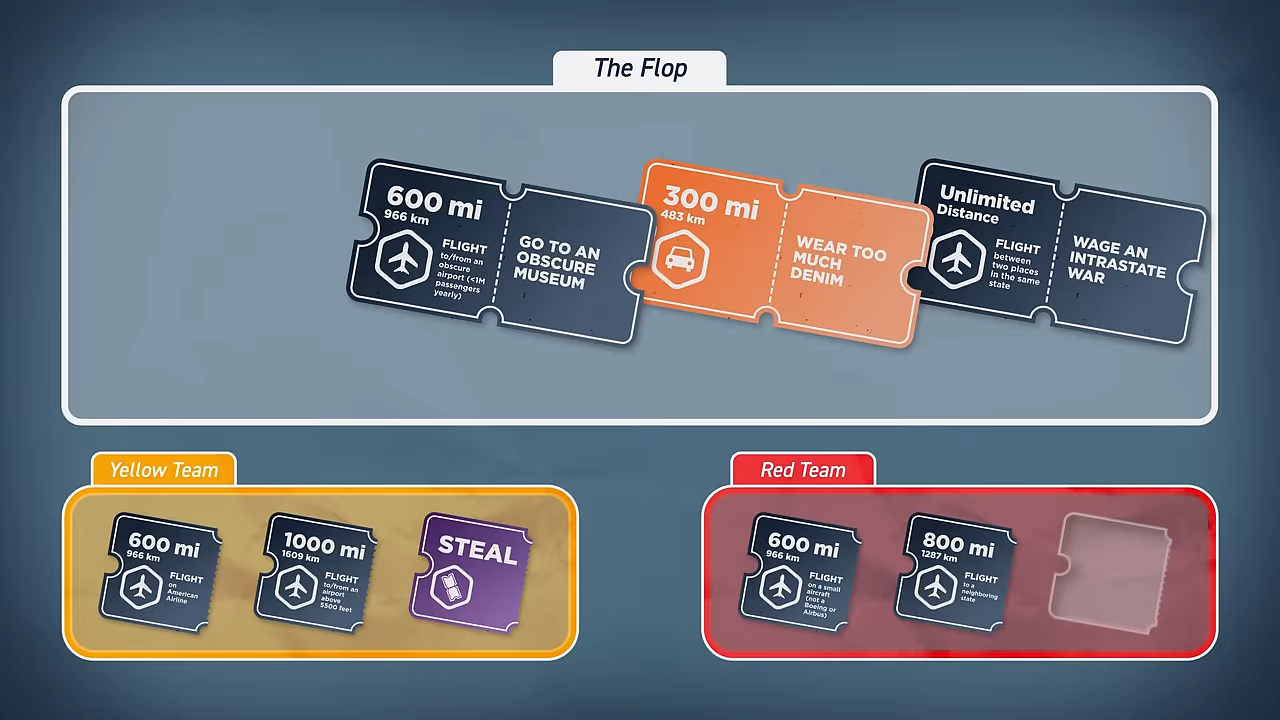 The Flop
600 mi
966 km
FLIGHT
to/from an
obscure
airport (<1M
passengers
yearly)
GO TO AN
OBSCURE
MUSEUM
300 mi
483 km
WEAR TOO
MUCH
DENIM
Unlimited
Distance
FLIGHT
between
two places
in the same
state
WAGE AN
INTRASTATE
WAR
Yellow Team
600 mi
966 km
FLIGHT
on
American
Airline
1000 mi
1609 km
FLIGHT
to/from an
airport
above
5500 feet
STEAL
Red Team
600 mi
966 km
FLIGHT
on a small
aircraft
(not a
Boeing or
Airbus)
800 mi
1287 km
FLIGHT
to a
neighboring
state